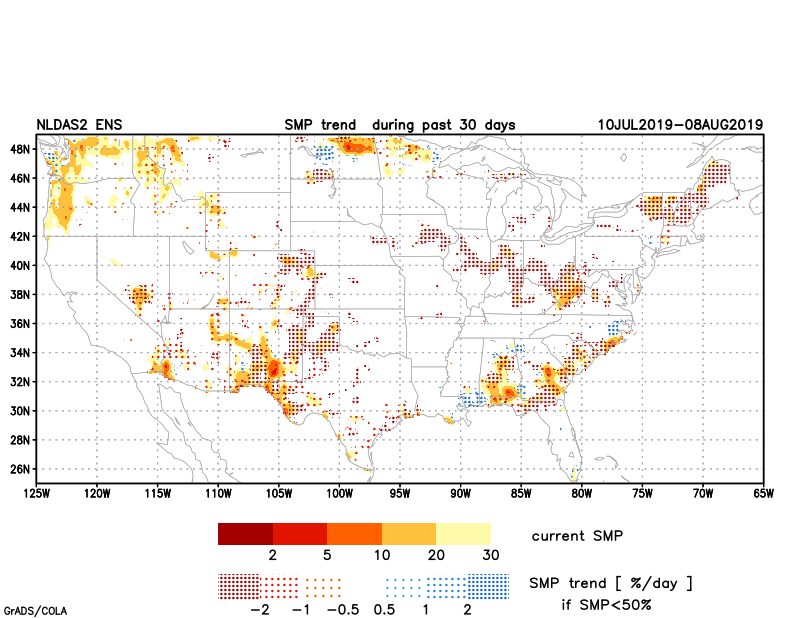 NLDAS2 ENS SMP trend during past 30 days 10JUL2019-08AUG2019
48N
46N
44N
42N
40N
38N
36N
34N
32N
30N
28N
26N
125W 120W 115W 110W 105W 100W 95W 90W 85W 80W 75W 70W 65W
current SMP
2 5 10 20 30
SMP trend [ %/day ]
-2 -1 -0.5 0.5 1 2
if SMP<50%
GrADS/COLA